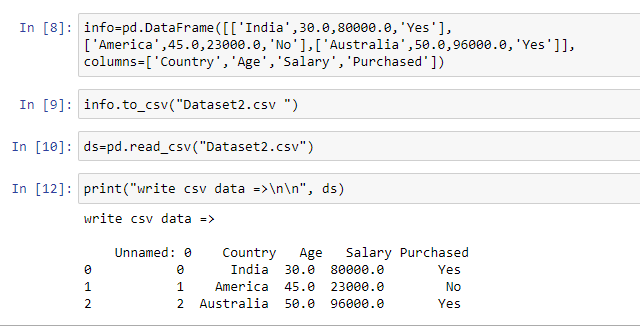 In [8]: info=pd.DataFrame([['India',30.0,80000.0,'Yes'],
['America',45.0,23000.0,'No'],['Australia',50.0,96000.0,'Yes']],
columns=['Country','Age','Salary','Purchased'])
In [9]: info.to_csv("Dataset2.csv ")
In [10]: ds=pd.read_csv("Dataset2.csv")
In [12]: print("write csv data =>\n\n", ds)
write csv data =>
Unnamed: 0 Country Age Salary Purchased
0 0 India 30.0 80000.0 Yes
1 1 America 45.0 23000.0 No
2 2 Australia 50.0 96000.0 Yes